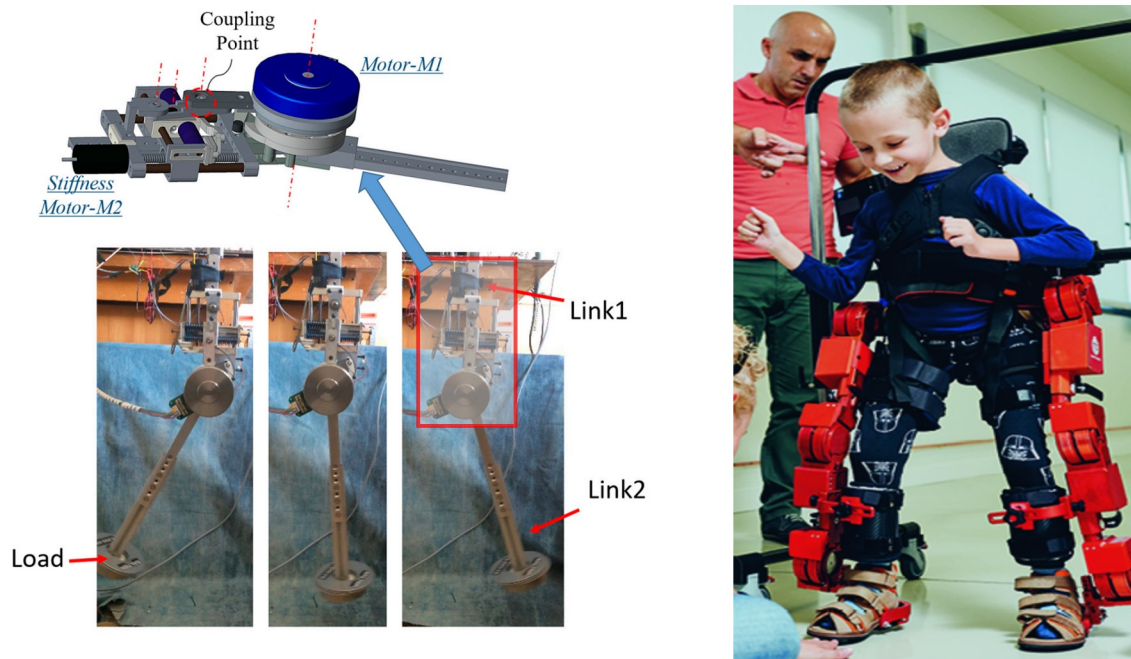 Coupling
Point
Motor-M1
Stiffness
Motor-M2
Link1
Link2
Load